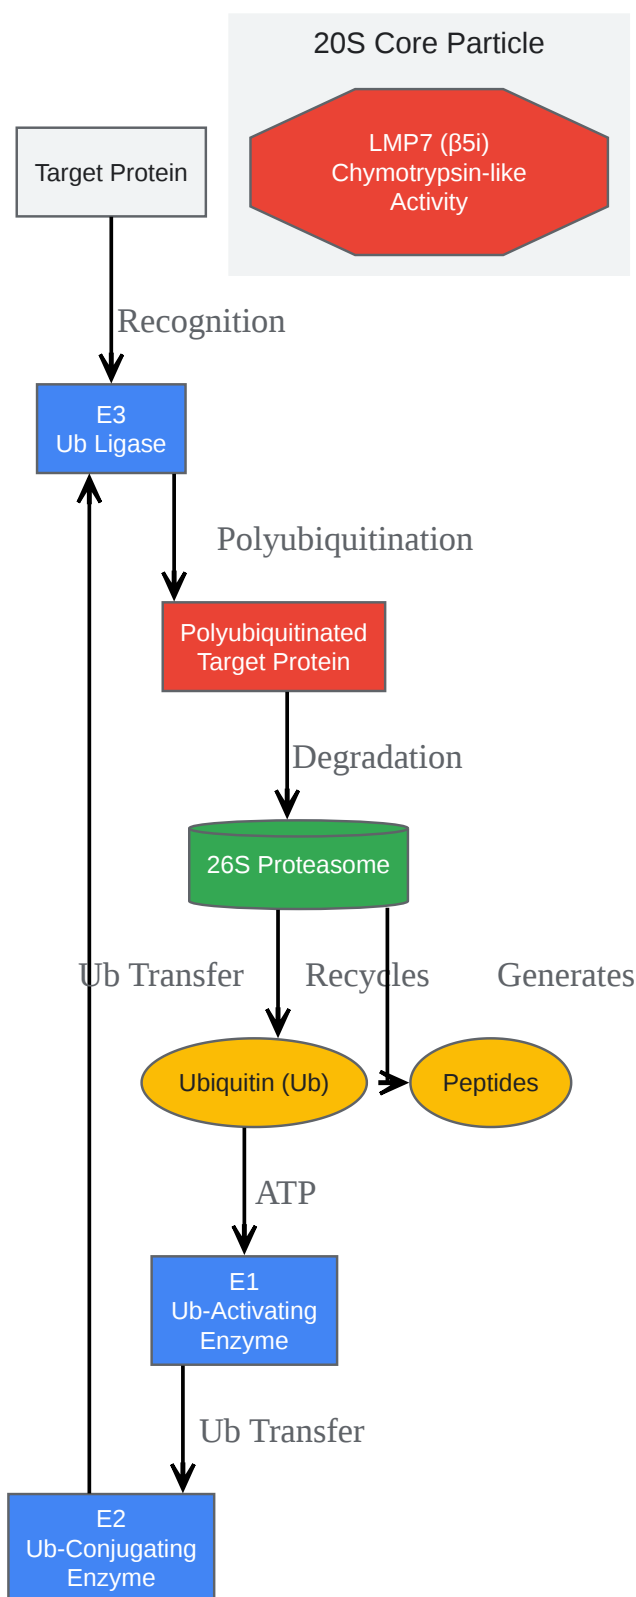 20S Core Particle
LMP7 (β5i)
Chymotrypsin-like
Activity
Target Protein
Recognition
E3
Ub Ligase
Polyubiquitination
Polyubiquitinated
Target Protein
Degradation
26S Proteasome
Ub Transfer
Recycles
Generates
Ubiquitin (Ub)
Peptides
ATP
E1
Ub-Activating
Enzyme
Ub Transfer
E2
Ub-Conjugating
Enzyme